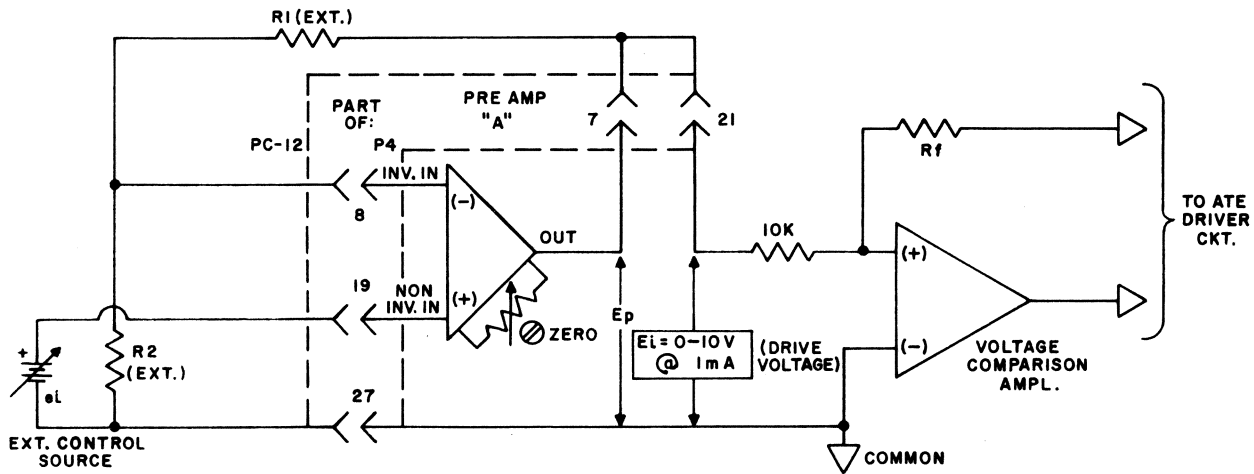 R1 (EXT.)
PRE AMP
"A"
PART
OF:
PC-12
P4
7
21
INV. IN
8
(-)
OUT
Rf
10K
(+)
TO ATE
DRIVER
CKT.
19
NON
INV. IN
(+)
ZERO
Ep
Ei = 0-10 V
@ 1mA
(DRIVE
VOLTAGE)
(-)
VOLTAGE
COMPARISON
AMPL.
+
ei
R2
(EXT.)
27
EXT. CONTROL
SOURCE
COMMON